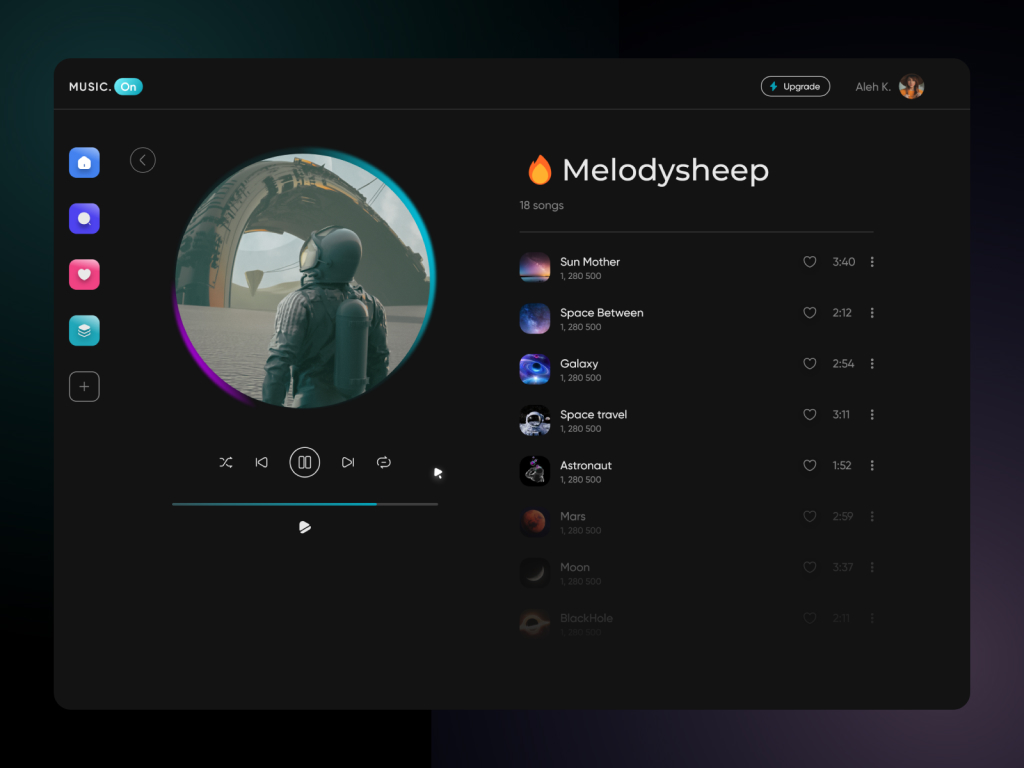 MUSIC. On
Upgrade
Aleh K.
Melodysheep
18 songs
Sun Mother
1, 280 500
3:40
Space Between
1, 280 500
2:12
Galaxy
1, 280 500
2:54
Space travel
1, 280 500
3:11
Astronaut
1, 280 500
1:52
Mars
1, 280 500
2:59
Moon
1, 280 500
3:37
BlackHole
1, 280 500
2:11